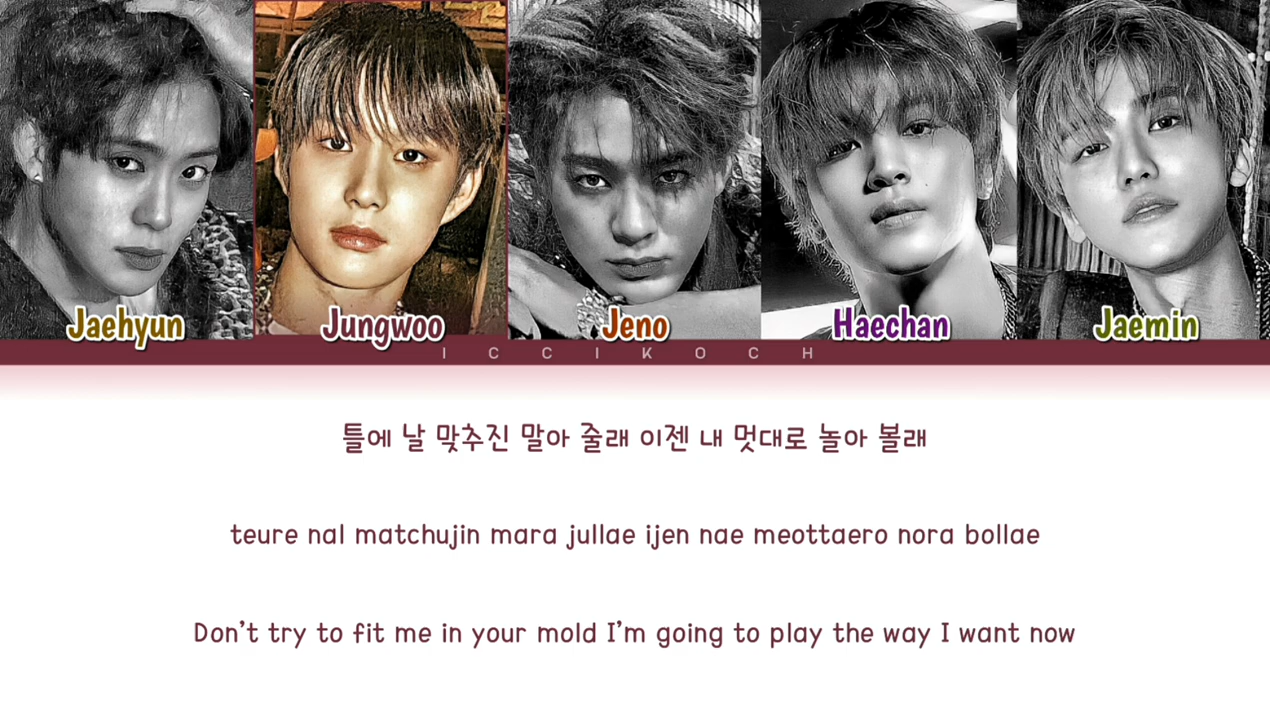 Jaehyun Jungwoo Jeno Haechan Jaemin
ICCIKOCH
틀에 날 맞추진 말아 줄래 이젠 내 멋대로 놀아 볼래
teure nal matchujin mara jullae ijen nae meottaero nora bollae
Don't try to fit me in your mold I'm going to play the way I want now